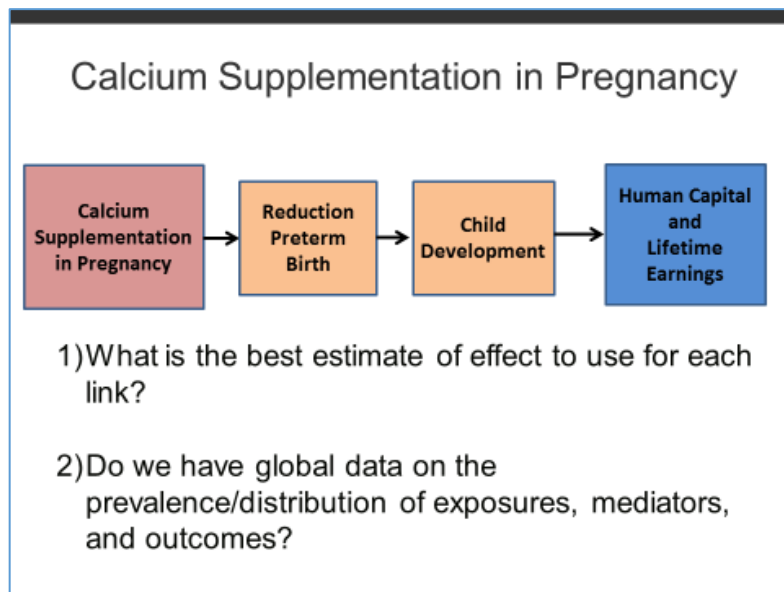 Calcium Supplementation in Pregnancy
Calcium
Supplementation
in Pregnancy
Reduction
Preterm
Birth
Child
Development
Human Capital
and
Lifetime
Earnings
1)What is the best estimate of effect to use for each
link?
2)Do we have global data on the
prevalence/distribution of exposures, mediators,
and outcomes?